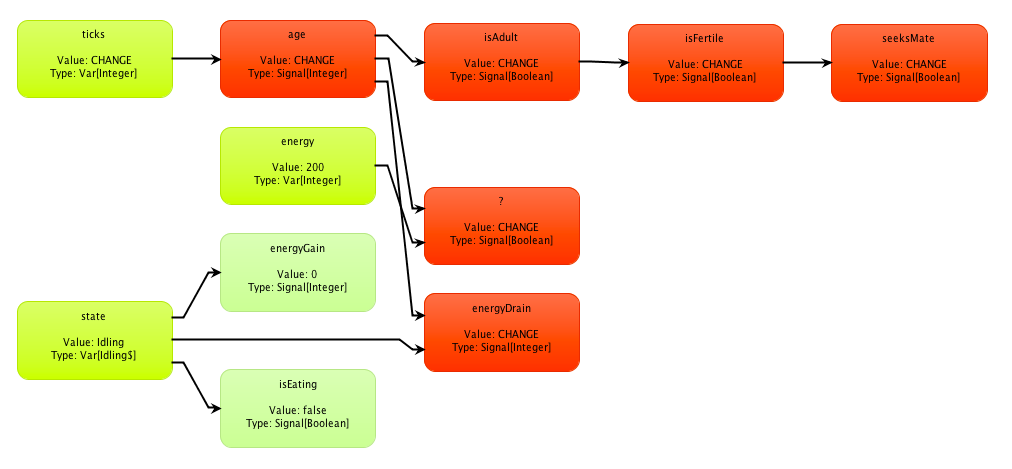 ticks
Value: CHANGE
Type: Var[Integer]
age
Value: CHANGE
Type: Signal[Integer]
isAdult
Value: CHANGE
Type: Signal[Boolean]
isFertile
Value: CHANGE
Type: Signal[Boolean]
seeksMate
Value: CHANGE
Type: Signal[Boolean]
energy
Value: 200
Type: Var[Integer]
?
Value: CHANGE
Type: Signal[Boolean]
energyGain
Value: 0
Type: Signal[Integer]
state
Value: Idling
Type: Var[Idling$]
energyDrain
Value: CHANGE
Type: Signal[Integer]
isEating
Value: false
Type: Signal[Boolean]